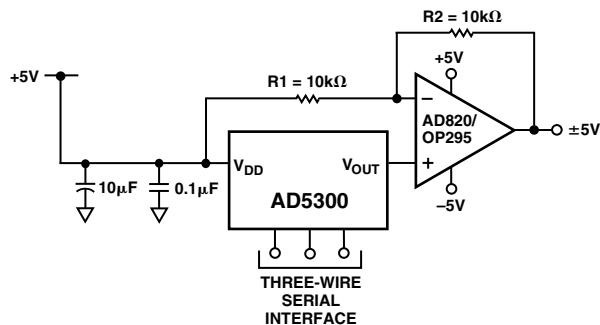 R2 = 10kΩ
+5V
R1 = 10kΩ
+5V
–
AD820/
OP295
±5V
+
–5V
VDD
VOUT
AD5300
10µF
0.1µF
THREE-WIRE
SERIAL
INTERFACE